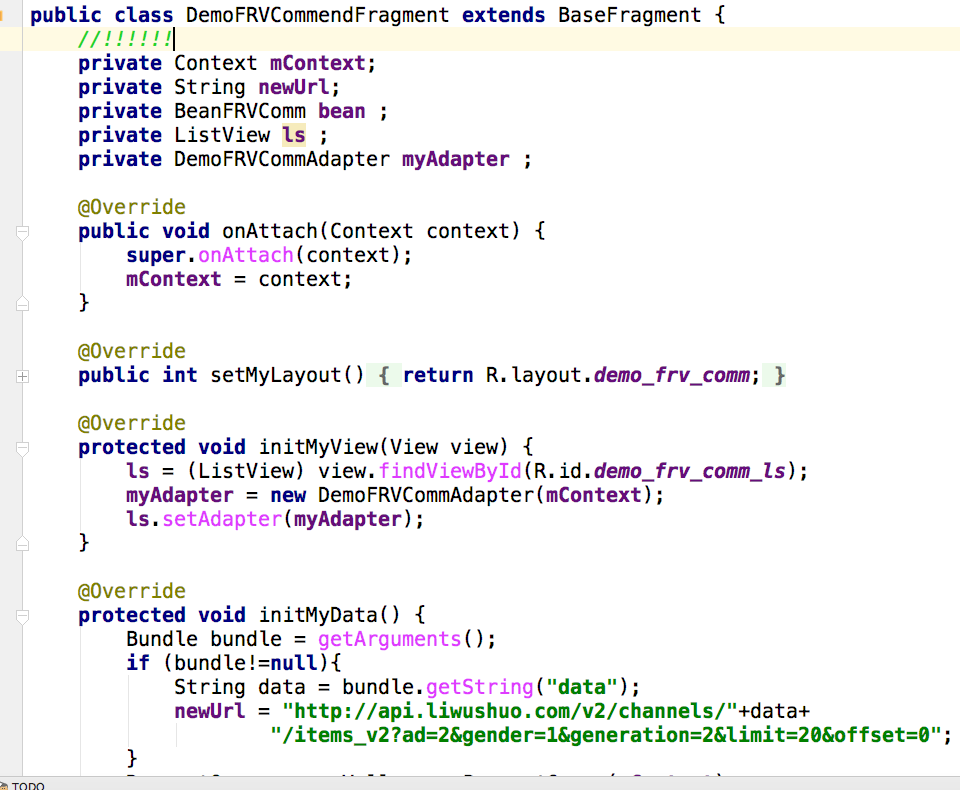 public class DemoFRVCommendFragment extends BaseFragment {
//!!!!!!
private Context mContext;
private String newUrl;
private BeanFRVComm bean ;
private ListView ls ;
private DemoFRVCommAdapter myAdapter ;
@Override
public void onAttach(Context context) {
super.onAttach(context);
mContext = context;
}
@Override
public int setMyLayout() { return R.layout.demo_frv_comm; }
@Override
protected void initMyView(View view) {
ls = (ListView) view.findViewById(R.id.demo_frv_comm_ls);
myAdapter = new DemoFRVCommAdapter(mContext);
ls.setAdapter(myAdapter);
}
@Override
protected void initMyData() {
Bundle bundle = getArguments();
if (bundle!=null){
String data = bundle.getString("data");
newUrl = "http://api.liwushuo.com/v2/channels/"+data+
"/items_v2?ad=2&gender=1&generation=2&limit=20&offset=0";
}
TODO